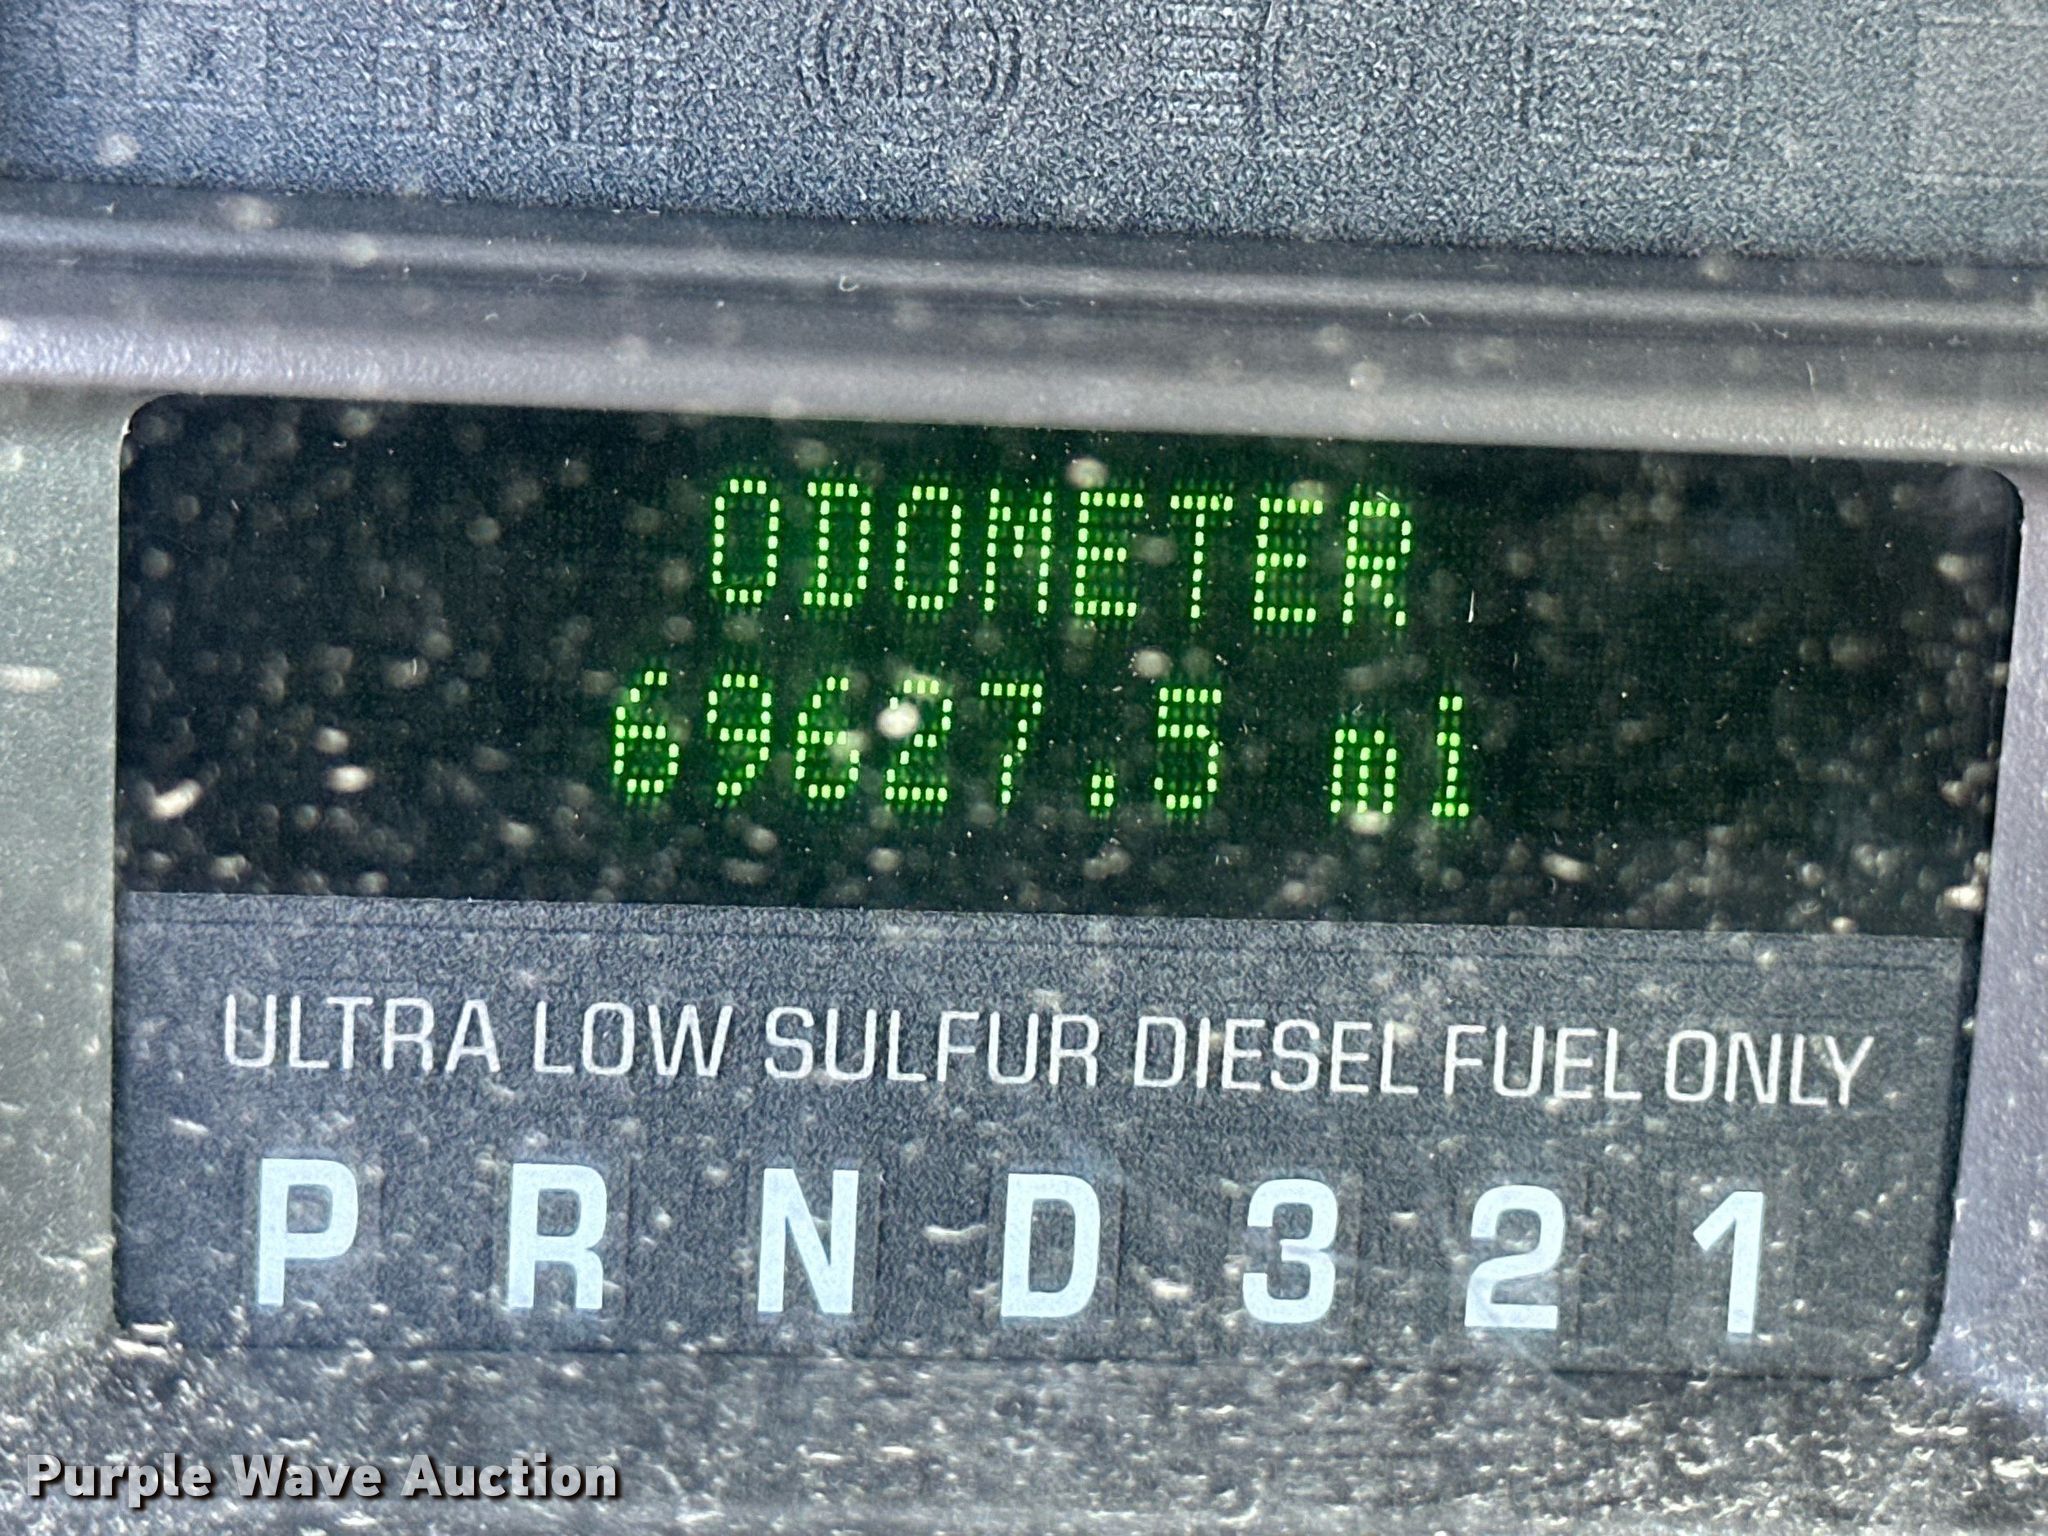 ODOMETER
69627.5 mi
ULTRA LOW SULFUR DIESEL FUEL ONLY
P R N D 3 2 1
Purple Wave Auction